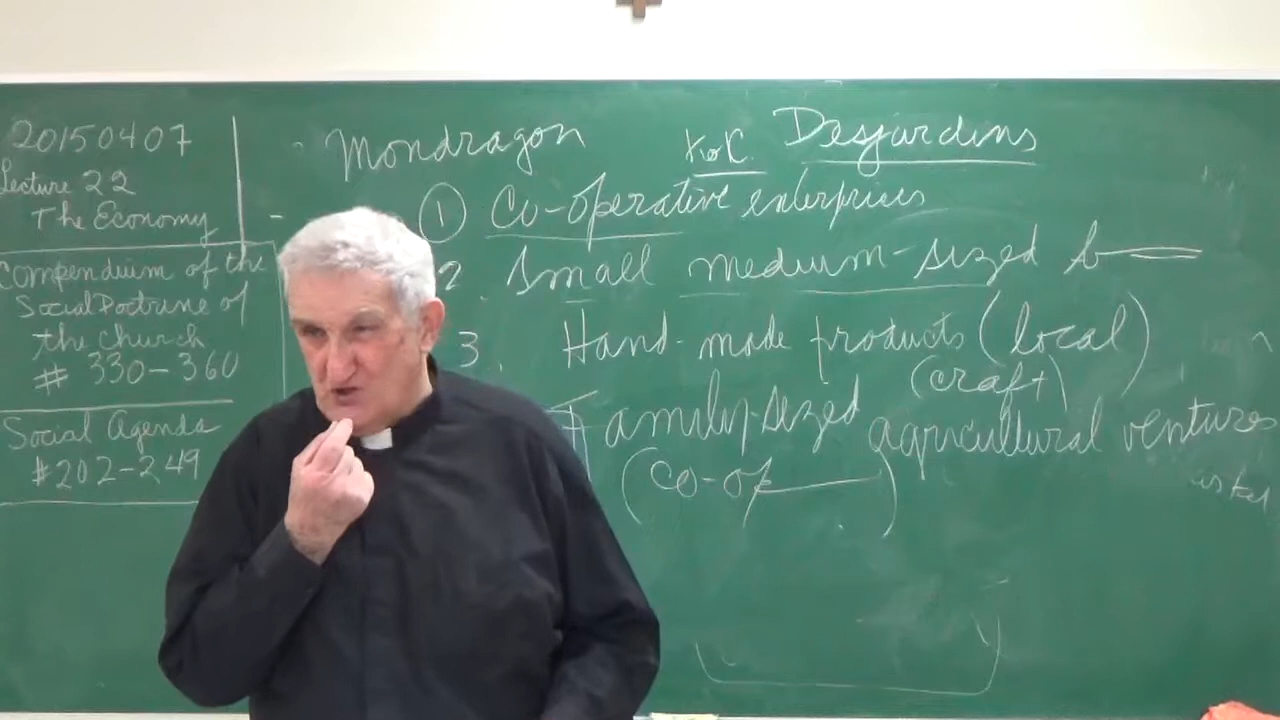 20150407
Lecture 22
The Economy
Compendium of the
Social Doctrine of
the Church
# 330-360
Social Agenda
#202-249
Mondragon K of C. Desjardins
1 Co-operative enterprises
2 Small medium-sized b
3. Hand-made products (local)
(craft)
Family-sized agricultural ventures
(co-op)